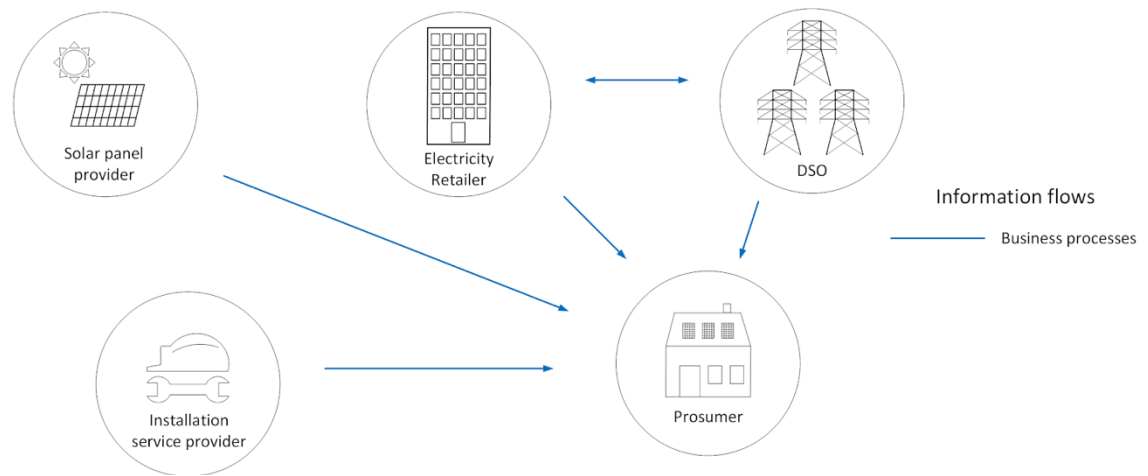 Solar panel
provider
Electricity
Retailer
DSO
Information flows
Business processes
Installation
service provider
Prosumer